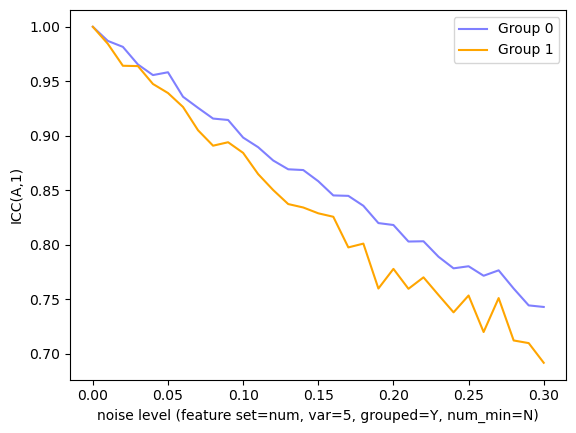 1.00
0.95
0.90
0.85
0.80
0.75
0.70
ICC(A,1)
Group 0
Group 1
0.00 0.05 0.10 0.15 0.20 0.25 0.30
noise level (feature set=num, var=5, grouped=Y, num_min=N)